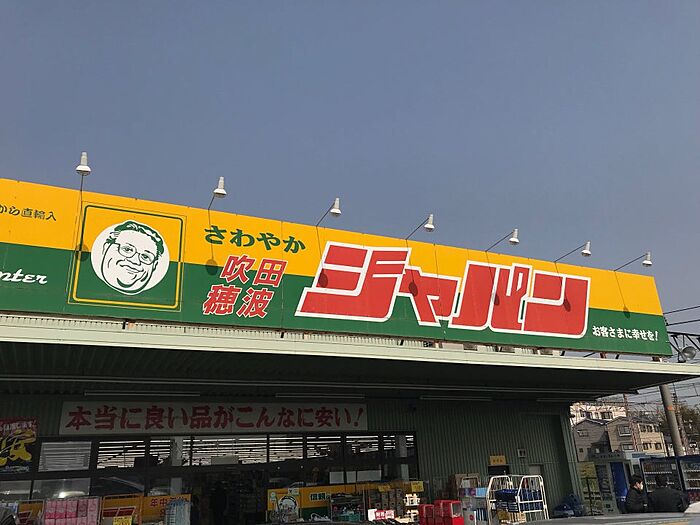 から直輸入
nter
さわやか
吹田
穂波
ジャパン
お客さまに幸せを!
本当に良い品がこんなに安い!
年中